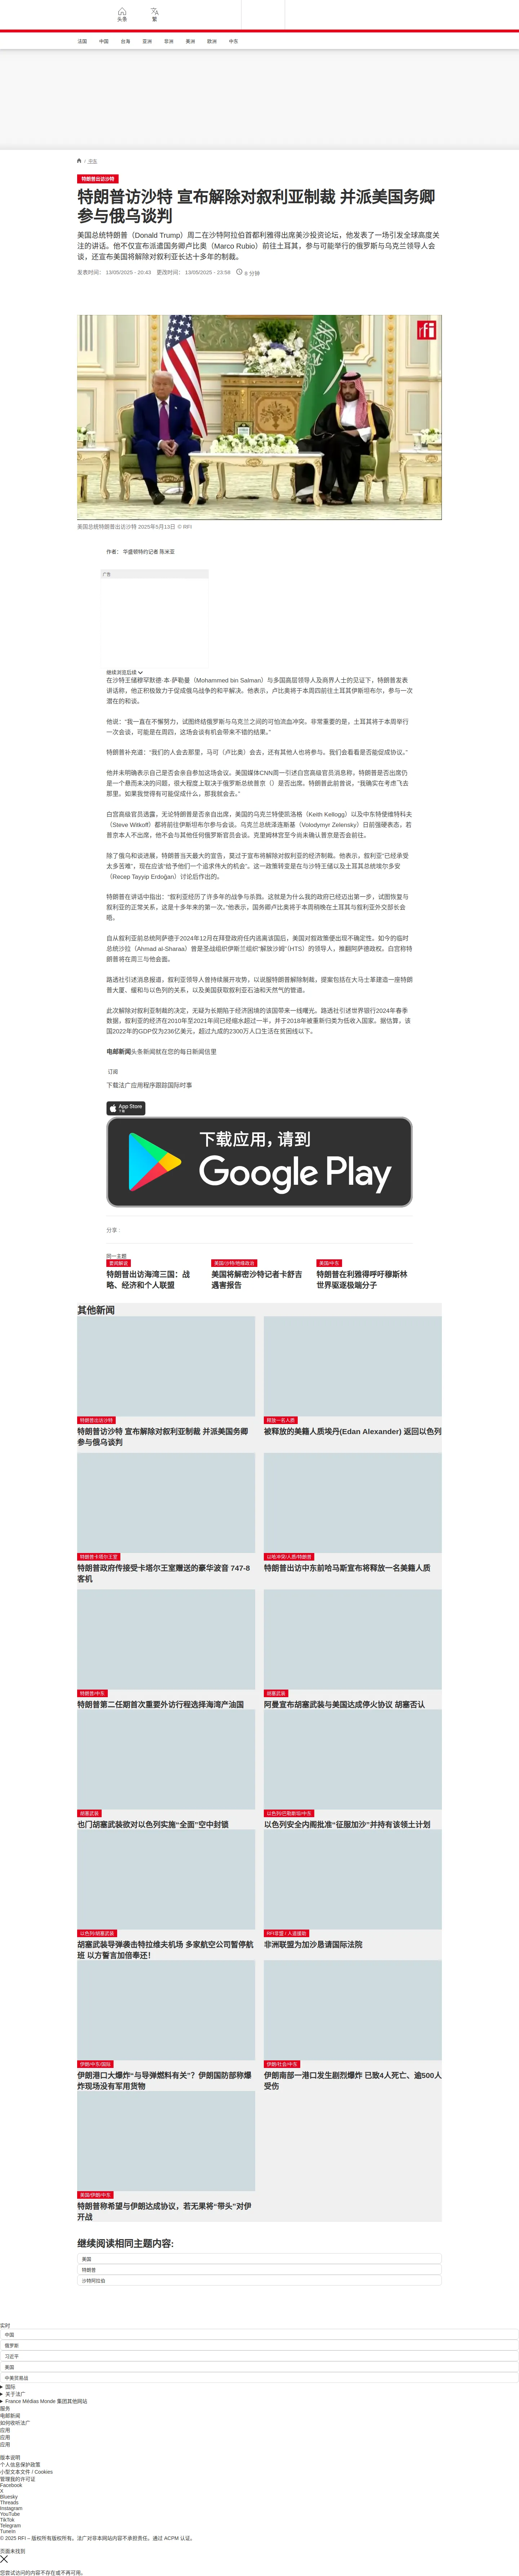 头条
繁
法国
中国
台海
亚洲
非洲
美洲
欧洲
中东
/ 中东
特朗普出访沙特
特朗普访沙特 宣布解除对叙利亚制裁 并派美国务卿
参与俄乌谈判
美国总统特朗普（Donald Trump）周二在沙特阿拉伯首都利雅得出席美沙投资论坛，他发表了一场引发全球高度关
注的讲话。他不仅宣布派遣国务卿卢比奥（Marco Rubio）前往土耳其，参与可能举行的俄罗斯与乌克兰领导人会
谈，还宣布美国将解除对叙利亚长达十多年的制裁。
发表时间： 13/05/2025 - 20:43 更改时间： 13/05/2025 - 23:58 8 分钟
rfi
美国总统特朗普出访沙特 2025年5月13日 © RFI
作者： 华盛顿特约记者 陈米亚
广告
继续浏览后续
在沙特王储穆罕默德·本·萨勒曼（Mohammed bin Salman）与多国高层领导人及商界人士的见证下，特朗普发表
讲话称，他正积极致力于促成俄乌战争的和平解决。他表示，卢比奥将于本周四前往土耳其伊斯坦布尔，参与一次
潜在的和谈。
他说：“我一直在不懈努力，试图终结俄罗斯与乌克兰之间的可怕流血冲突。非常重要的是，土耳其将于本周举行
一次会谈，可能是在周四，这场会谈有机会带来不错的结果。”
特朗普补充道：“我们的人会去那里，马可（卢比奥）会去，还有其他人也将参与。我们会看看是否能促成协议。”
他并未明确表示自己是否会亲自参加这场会议。美国媒体CNN周一引述白宫高级官员消息称，特朗普是否出席仍
是一个悬而未决的问题，很大程度上取决于俄罗斯总统普京（）是否出席。特朗普此前曾说，“我确实在考虑飞去
那里。如果我觉得有可能促成什么，那我就会去。”
白宫高级官员透露，无论特朗普是否亲自出席，美国的乌克兰特使凯洛格（Keith Kellogg）以及中东特使维特科夫
（Steve Witkoff）都将前往伊斯坦布尔参与会谈。乌克兰总统泽连斯基（Volodymyr Zelensky）日前强硬表态，若
普京本人不出席，他不会与其他任何俄罗斯官员会谈。克里姆林宫至今尚未确认普京是否会前往。
除了俄乌和谈进展，特朗普当天最大的宣告，莫过于宣布将解除对叙利亚的经济制裁。他表示，叙利亚“已经承受
太多苦难”，现在应该“给予他们一个追求伟大的机会”。这一政策转变是在与沙特王储以及土耳其总统埃尔多安
（Recep Tayyip Erdoğan）讨论后作出的。
特朗普在讲话中指出：“叙利亚经历了许多年的战争与杀戮。这就是为什么我的政府已经迈出第一步，试图恢复与
叙利亚的正常关系，这是十多年来的第一次。”他表示，国务卿卢比奥将于本周稍晚在土耳其与叙利亚外交部长会
晤。
自从叙利亚前总统阿萨德于2024年12月在拜登政府任内逃离该国后，美国对叙政策便出现不确定性。如今的临时
总统沙拉（Ahmad al-Sharaa）曾是圣战组织伊斯兰组织“解放沙姆”（HTS）的领导人，推翻阿萨德政权。白宫称特
朗普将在周三与他会面。
路透社引述消息报道，叙利亚领导人曾持续展开攻势，以说服特朗普解除制裁，提案包括在大马士革建造一座特朗
普大厦、缓和与以色列的关系，以及美国获取叙利亚石油和天然气的管道。
此次解除对叙利亚制裁的决定，无疑为长期陷于经济困境的该国带来一线曙光。路透社引述世界银行2024年春季
数据，叙利亚的经济在2010年至2021年间已经缩水超过一半，并于2018年被重新归类为低收入国家。据估算，该
国2022年的GDP仅为236亿美元，超过九成的2300万人口生活在贫困线以下。
电邮新闻头条新闻就在您的每日新闻信里
订阅
下载法广应用程序跟踪国际时事
App Store
下载
下载应用，请到
Google Play
分享 :
同一主题
要闻解说
特朗普出访海湾三国：战
略、经济和个人联盟
美国/沙特/绝移政治
美国将解密沙特记者卡舒吉
遇害报告
美国/中东
特朗普在利雅得呼吁穆斯林
世界驱逐极端分子
其他新闻
特朗普出访沙特
特朗普访沙特 宣布解除对叙利亚制裁 并派美国务卿
参与俄乌谈判
释放一名人质
被释放的美籍人质埃丹(Edan Alexander) 返回以色列
特朗普卡塔尔王室
特朗普政府传接受卡塔尔王室赠送的豪华波音 747-8
客机
以哈冲突/人质/特朗普
特朗普出访中东前哈马斯宣布将释放一名美籍人质
特朗普/中东
特朗普第二任期首次重要外访行程选择海湾产油国
胡塞武装
阿曼宣布胡塞武装与美国达成停火协议 胡塞否认
胡塞武装
也门胡塞武装欲对以色列实施“全面”空中封锁
以色列/巴勒斯坦/中东
以色列安全内阁批准“征服加沙”并持有该领土计划
以色列/胡塞武装
胡塞武装导弹袭击特拉维夫机场 多家航空公司暂停航
班 以方誓言加倍奉还！
RFI非盟 / 人道援助
非洲联盟为加沙恳请国际法院
伊朗/中东/国际
伊朗港口大爆炸“与导弹燃料有关”？伊朗国防部称爆
炸现场没有军用货物
伊朗/社会/中东
伊朗南部一港口发生剧烈爆炸 已致4人死亡、逾500人
受伤
美国/伊朗/中东
特朗普称希望与伊朗达成协议，若无果将“带头”对伊
开战
继续阅读相同主题内容:
美国
特朗普
沙特阿拉伯
实时
中国
俄罗斯
习近平
美国
中美贸易战
国际
关于法广
France Médias Monde 集团其他网站
服务
电邮新闻
如何收听法广
应用
应用
应用
版本说明
个人信息保护政策
小型文本文件 / Cookies
管理我的许可证
Facebook
X
Bluesky
Threads
Instagram
YouTube
TikTok
Telegram
TuneIn
© 2025 RFI – 版权所有版权所有。法广对非本网站内容不承担责任。通过 ACPM 认证。
页面未找到
您尝试访问的内容不存在或不再可用。